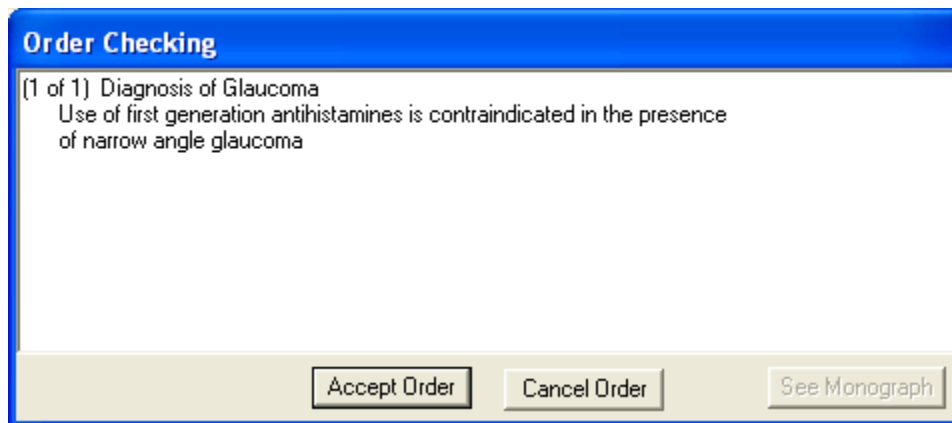 Order Checking
(1 of 1) Diagnosis of Glaucoma
Use of first generation antihistamines is contraindicated in the presence
of narrow angle glaucoma
Accept Order
Cancel Order
See Monograph